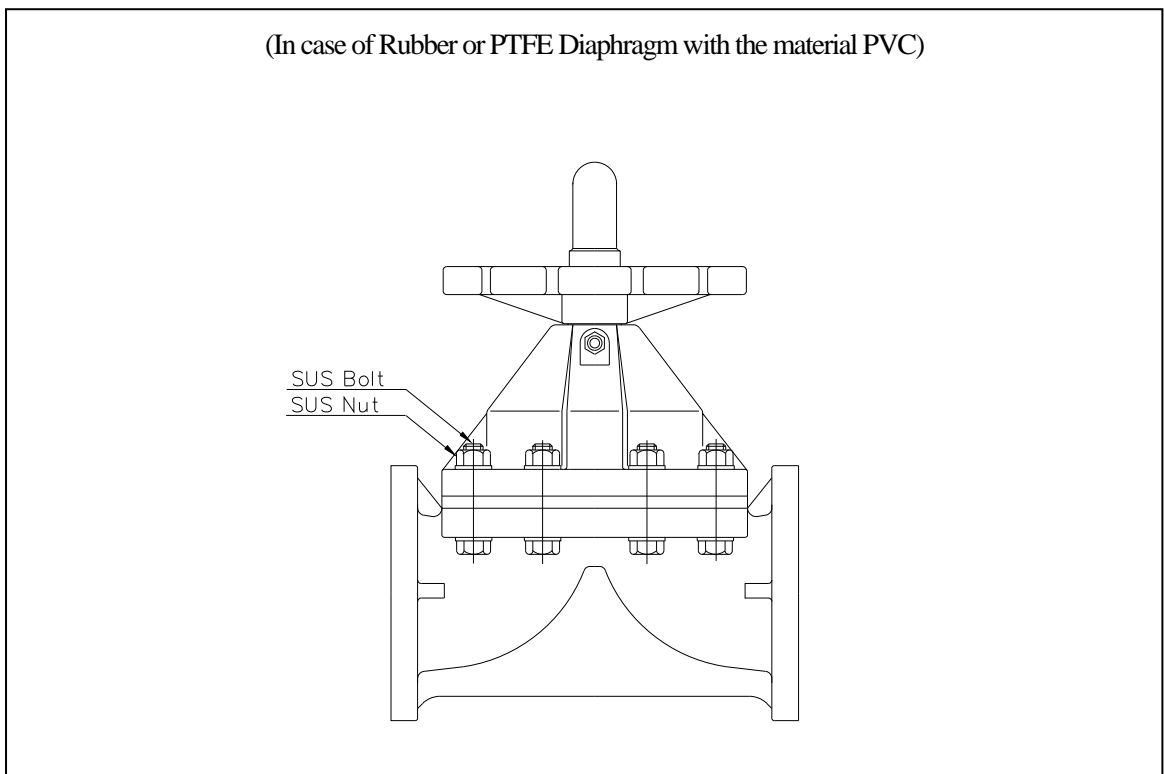 (In case of Rubber or PTFE Diaphragm with the material PVC)
SUS Bolt
SUS Nut